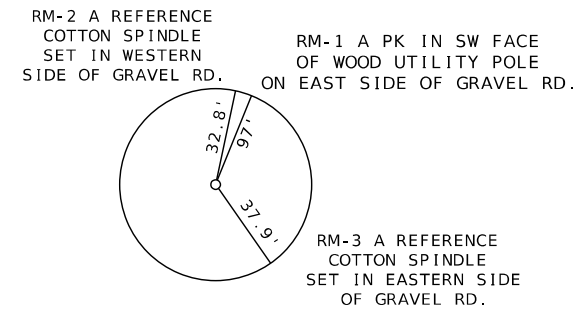 RM-2 A REFERENCE
COTTON SPINDLE
SET IN WESTERN
SIDE OF GRAVEL RD.
RM-1 A PK IN SW FACE
OF WOOD UTILITY POLE
ON EAST SIDE OF GRAVEL RD.
32.8'
97'
37.9'
RM-3 A REFERENCE
COTTON SPINDLE
SET IN EASTERN SIDE
OF GRAVEL RD.